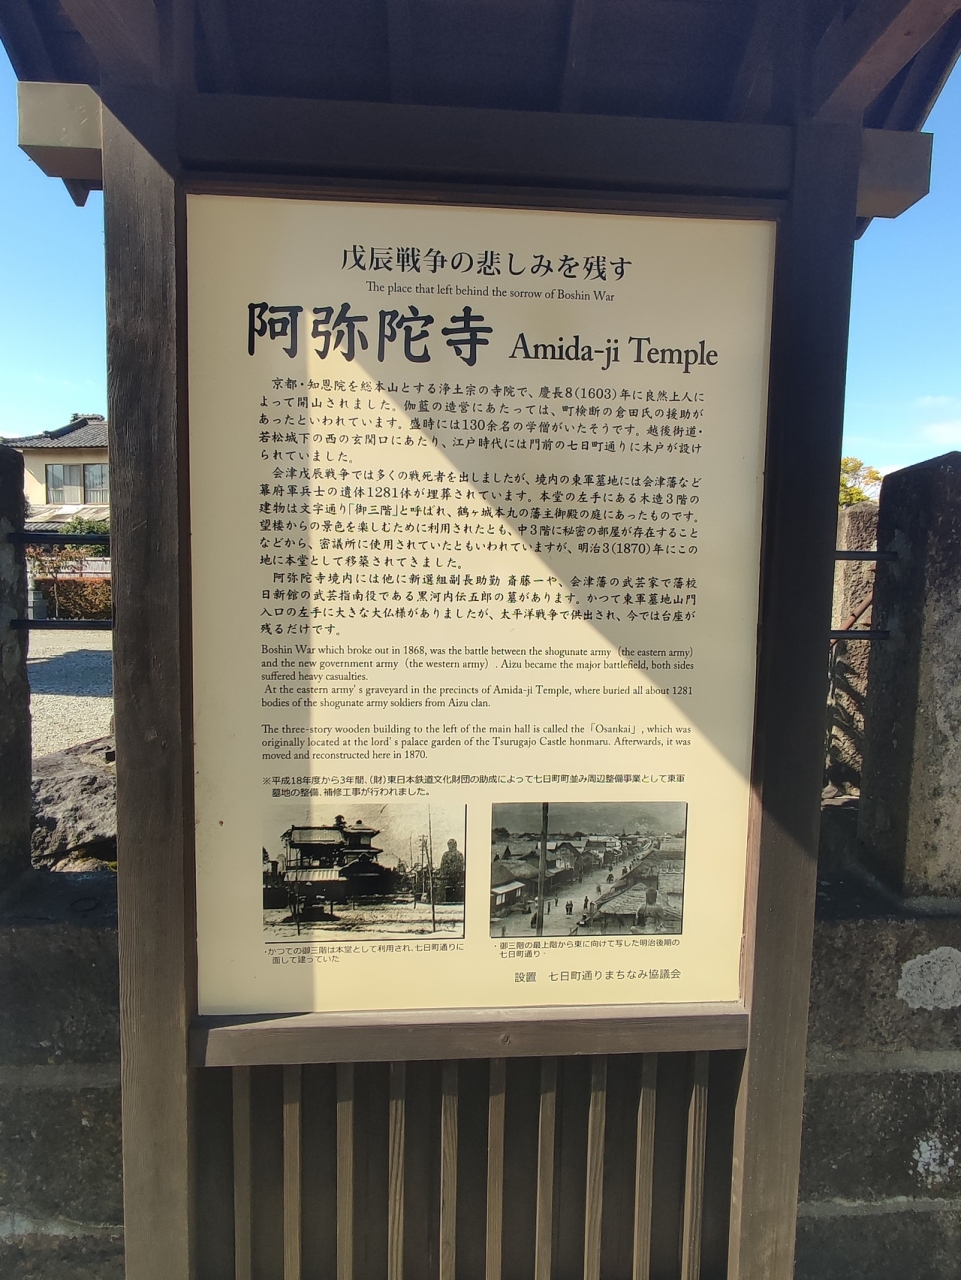 戊辰戦争の悲しみを残す
The place that left behind the sorrow of Boshin War
阿弥陀寺 Amida-ji Temple
京都・知恩院を総本山とする浄土宗の寺院で、慶長8(1603)年に良然上人に
よって開山されました。伽藍の造営にあたっては、町検断の倉田氏の援助が
あったといわれています。盛時には130余名の学僧がいたそうです。越後街道・
若松城下の西の玄関口にあたり、江戸時代には門前の七日町通りに木戸が設け
られていました。
会津戊辰戦争では多くの戦死者を出しましたが、境内の東軍墓地には会津藩など
幕府軍兵士の遺体1281体が埋葬されています。本堂の左手にある木造3階の
建物は文字通り「御三階」と呼ばれ、鶴ヶ城本丸の藩主御殿の庭にあったものです。
望楼からの景色を楽しむために利用されたとも、中3階に秘密の部屋が存在すること
などから、密議所に使用されていたともいわれていますが、明治3(1870)年にこの
地に本堂として移築されてきました。
阿弥陀寺境内には他に新選組副長助勤 斎藤一や、会津藩の武芸家で藩校
日新館の武芸指南役である黒河内伝五郎の墓があります。かつて東軍墓地山門
入口の左手に大きな大仏様がありましたが、太平洋戦争で供出され、今では台座が
残るだけです。
Boshin War which broke out in 1868, was the battle between the shogunate army (the eastern army)
and the new government army (the western army) . Aizu became the major battlefield, both sides
suffered heavy casualties.
At the eastern army' s graveyard in the precincts of Amida-ji Temple, where buried all about 1281
bodies of the shogunate army soldiers from Aizu clan.
The three-story wooden building to the left of the main hall is called the「Osankai」, which was
originally located at the lord' s palace garden of the Tsurugajo Castle honmaru. Afterwards, it was
moved and reconstructed here in 1870.
※平成18年度から3年間、(財)東日本鉄道文化財団の助成によって七日町町並み周辺整備事業として東軍
墓地の整備、補修工事が行われました。
・かつての御三階は本堂として利用され、七日町通りに
面して建っていた
・御三階の最上階から東に向けて写した明治後期の
七日町通り・
設置 七日町通りまちなみ協議会